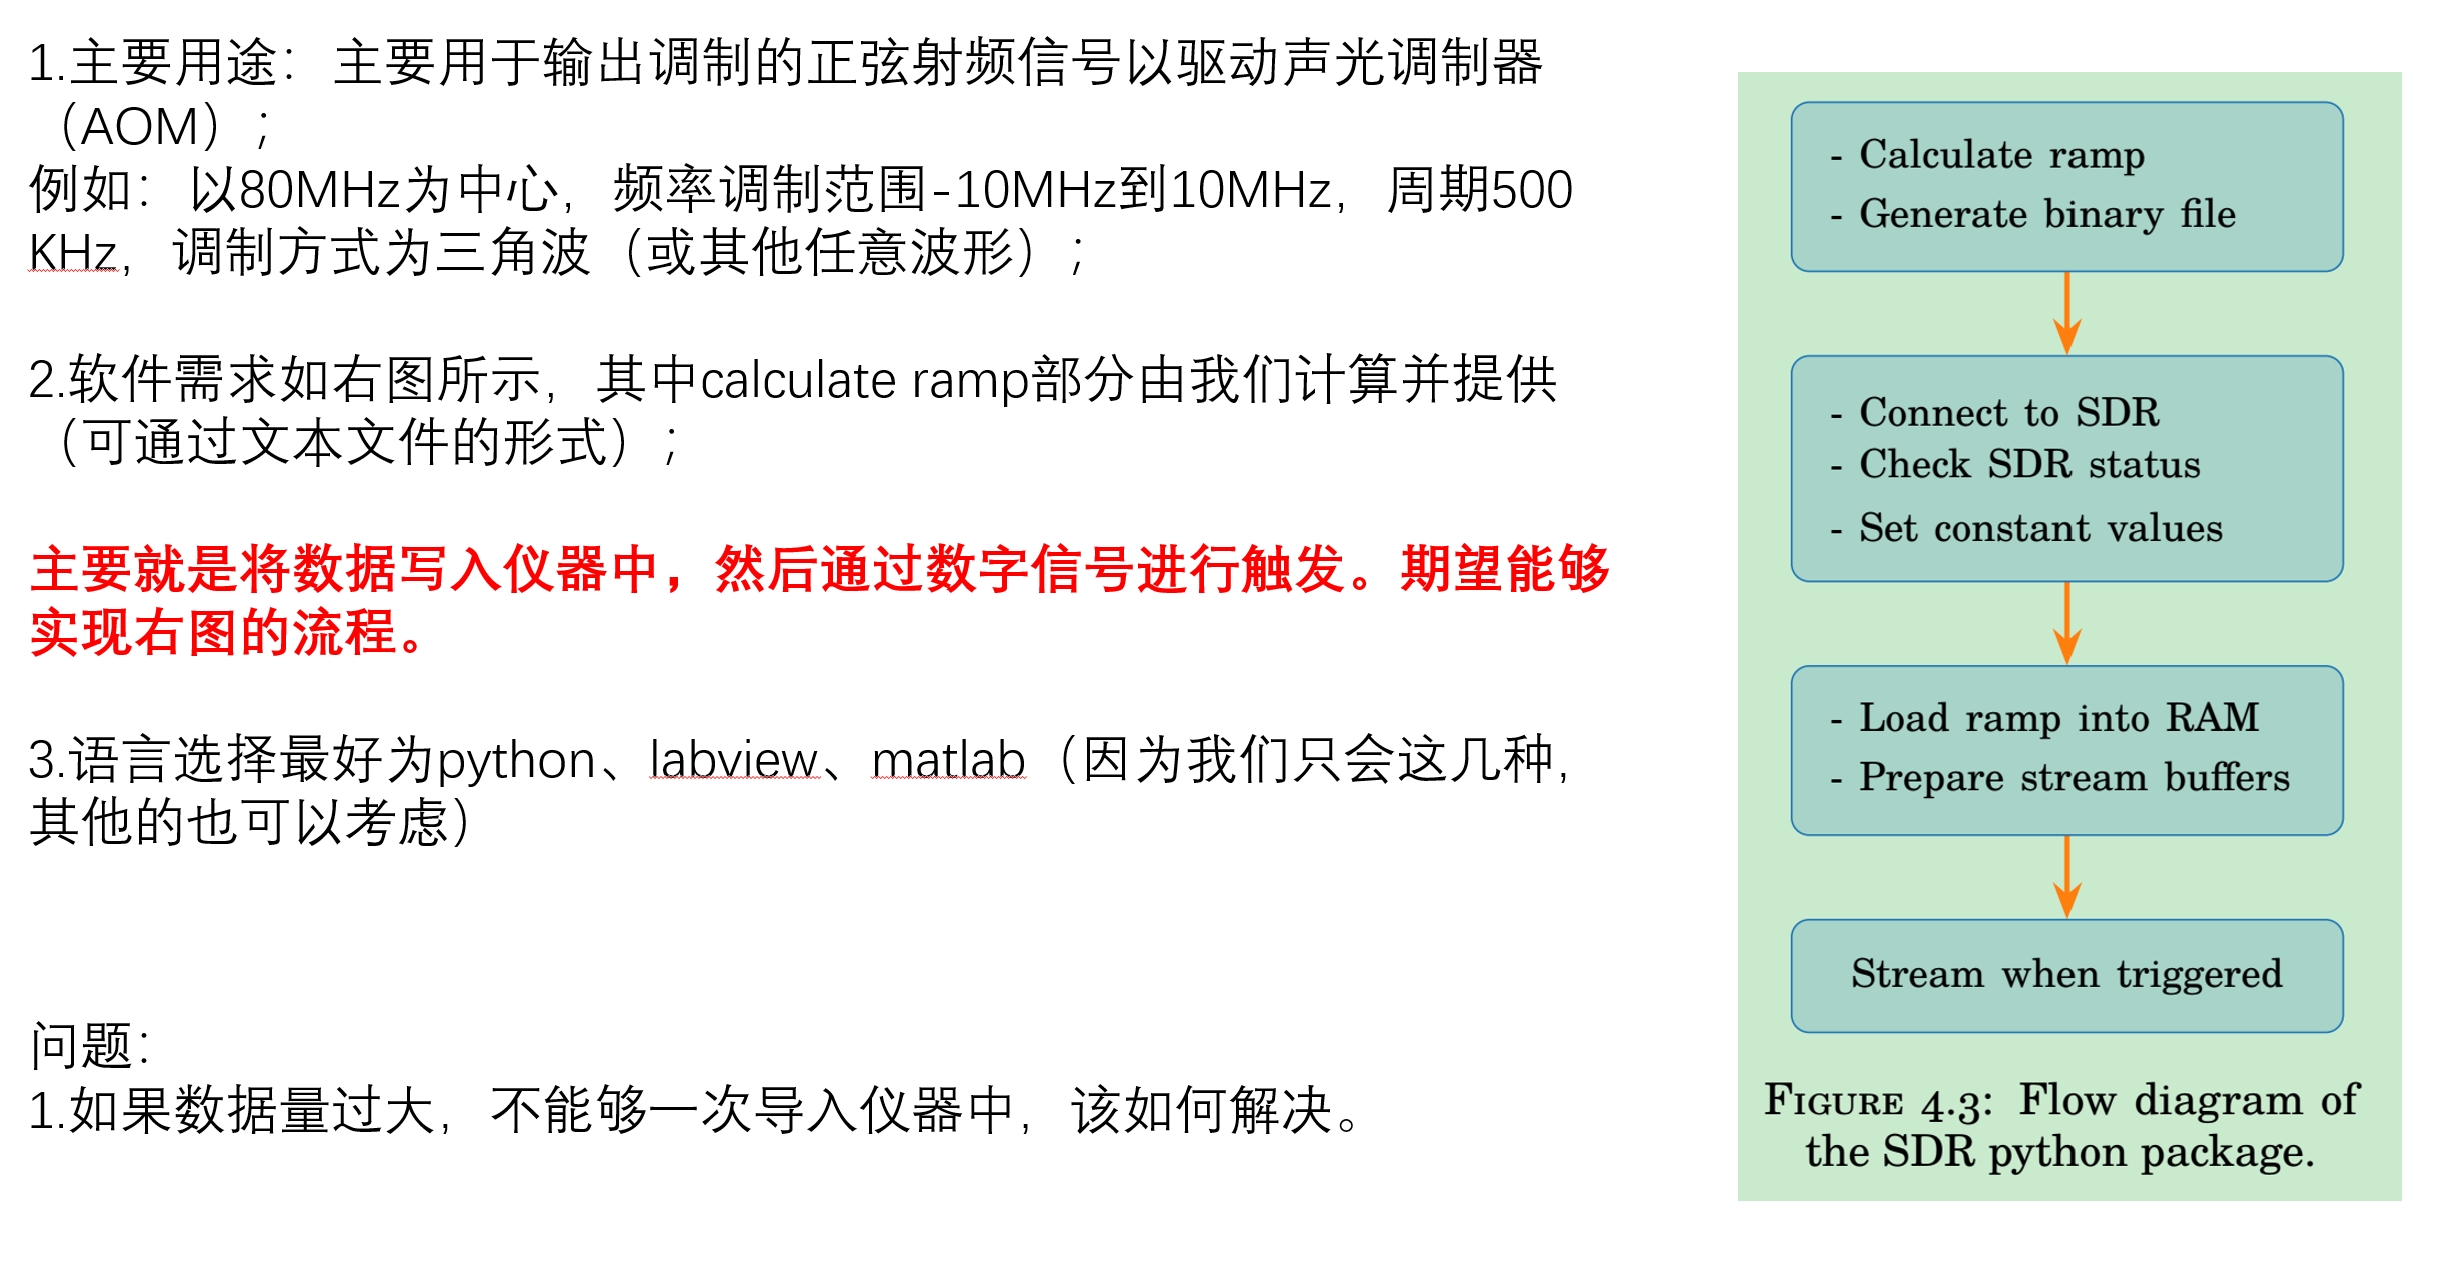 1.主要用途：主要用于输出调制的正弦射频信号以驱动声光调制器
（AOM）；
例如：以80MHz为中心，频率调制范围-10MHz到10MHz，周期500
KHz，调制方式为三角波（或其他任意波形）；
2.软件需求如右图所示，其中calculate ramp部分由我们计算并提供
（可通过文本文件的形式）；
主要就是将数据写入仪器中，然后通过数字信号进行触发。期望能够
实现右图的流程。
3.语言选择最好为python、labview、matlab（因为我们只会这几种，
其他的也可以考虑）
问题：
1.如果数据量过大，不能够一次导入仪器中，该如何解决。
- Calculate ramp
- Generate binary file
- Connect to SDR
- Check SDR status
- Set constant values
- Load ramp into RAM
- Prepare stream buffers
Stream when triggered
FIGURE 4.3: Flow diagram of
the SDR python package.